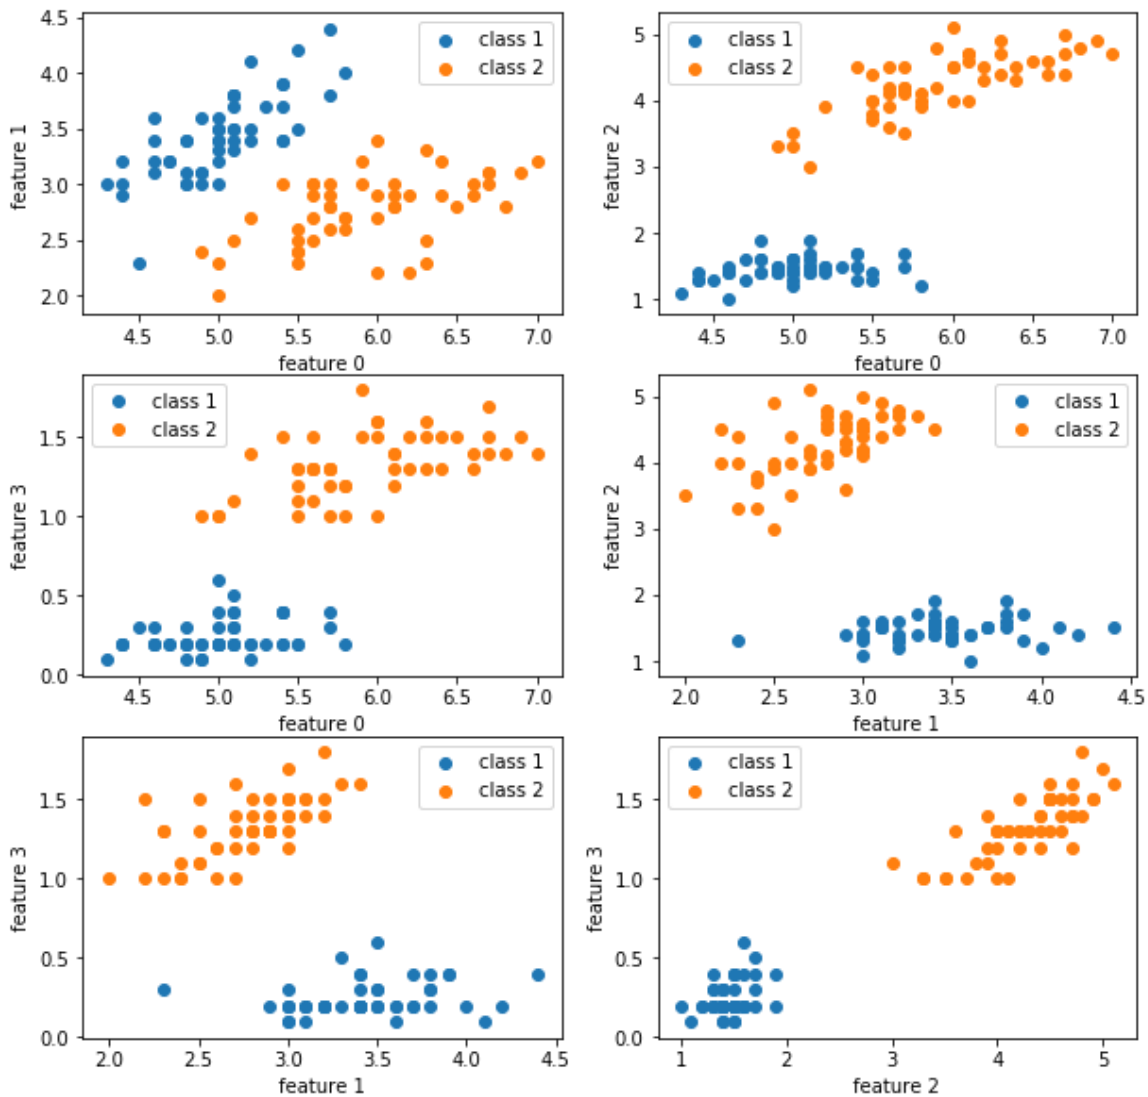 4.5
4.0
3.5
3.0
2.5
2.0
feature 1
class 1
class 2
4.5 5.0 5.5 6.0 6.5 7.0
feature 0
5
4
3
2
1
feature 2
class 1
class 2
4.5 5.0 5.5 6.0 6.5 7.0
feature 0
1.5
1.0
0.5
0.0
feature 3
class 1
class 2
4.5 5.0 5.5 6.0 6.5 7.0
feature 0
5
4
3
2
1
feature 2
class 1
class 2
2.0 2.5 3.0 3.5 4.0 4.5
feature 1
1.5
1.0
0.5
0.0
feature 3
class 1
class 2
2.0 2.5 3.0 3.5 4.0 4.5
feature 1
1.5
1.0
0.5
0.0
feature 3
class 1
class 2
1 2 3 4 5
feature 2